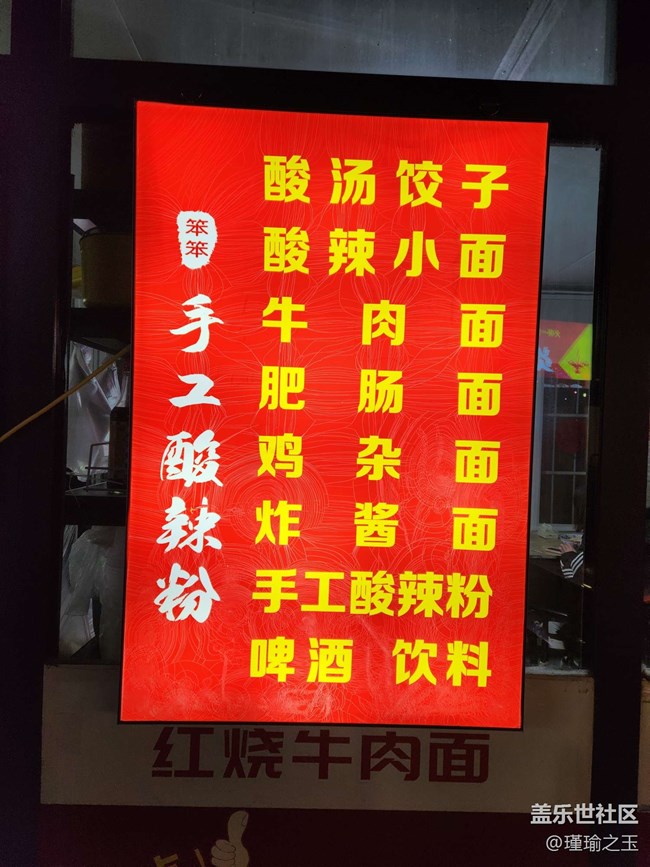 笨笨
手工酸辣粉
酸汤饺子
酸辣小面
牛肉面
肥肠面
鸡杂面
炸酱面
手工酸辣粉
啤酒 饮料
红烧牛肉面
盖乐世社区
@瑾瑜之玉